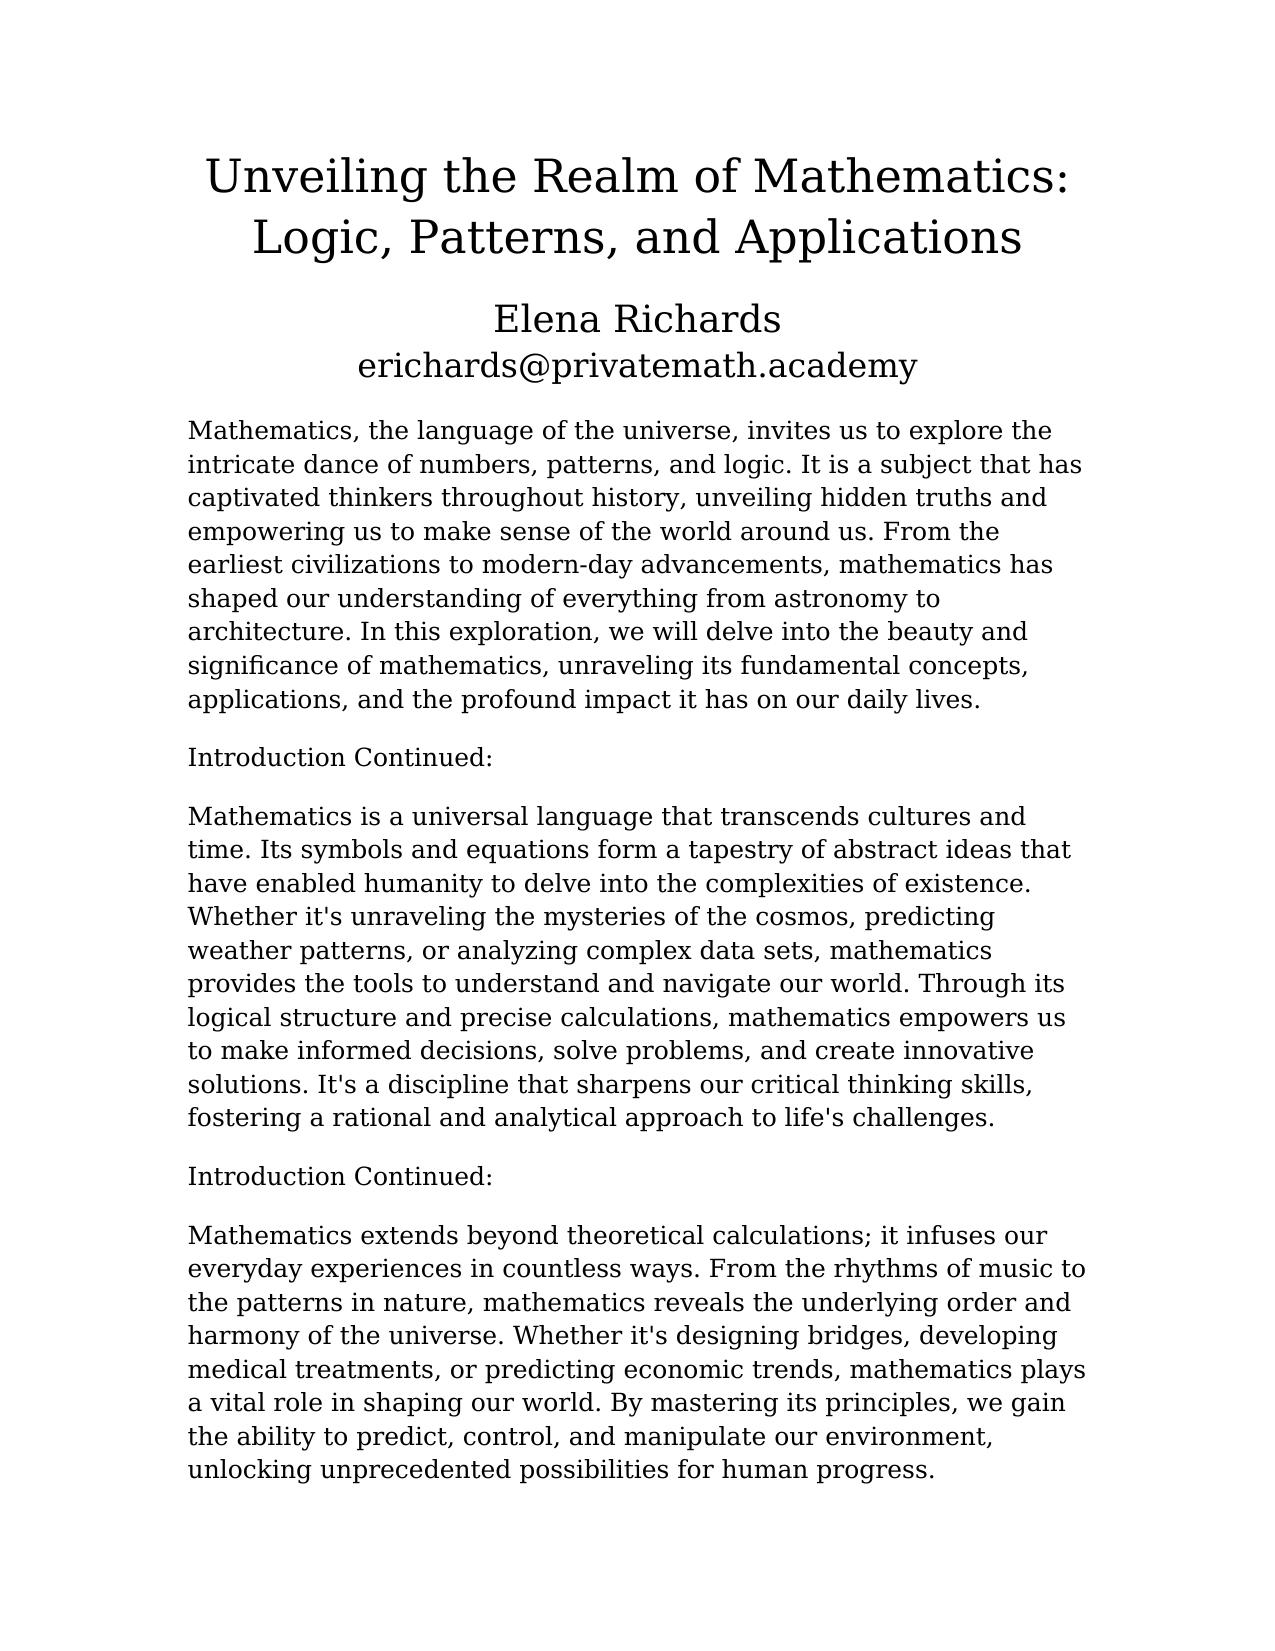 Unveiling the Realm of Mathematics:
Logic, Patterns, and Applications
Elena Richards
erichards@privatemath.academy
Mathematics, the language of the universe, invites us to explore the
intricate dance of numbers, patterns, and logic. It is a subject that has
captivated thinkers throughout history, unveiling hidden truths and
empowering us to make sense of the world around us. From the
earliest civilizations to modern-day advancements, mathematics has
shaped our understanding of everything from astronomy to
architecture. In this exploration, we will delve into the beauty and
significance of mathematics, unraveling its fundamental concepts,
applications, and the profound impact it has on our daily lives.
Introduction Continued:
Mathematics is a universal language that transcends cultures and
time. Its symbols and equations form a tapestry of abstract ideas that
have enabled humanity to delve into the complexities of existence.
Whether it's unraveling the mysteries of the cosmos, predicting
weather patterns, or analyzing complex data sets, mathematics
provides the tools to understand and navigate our world. Through its
logical structure and precise calculations, mathematics empowers us
to make informed decisions, solve problems, and create innovative
solutions. It's a discipline that sharpens our critical thinking skills,
fostering a rational and analytical approach to life's challenges.
Introduction Continued:
Mathematics extends beyond theoretical calculations; it infuses our
everyday experiences in countless ways. From the rhythms of music to
the patterns in nature, mathematics reveals the underlying order and
harmony of the universe. Whether it's designing bridges, developing
medical treatments, or predicting economic trends, mathematics plays
a vital role in shaping our world. By mastering its principles, we gain
the ability to predict, control, and manipulate our environment,
unlocking unprecedented possibilities for human progress.